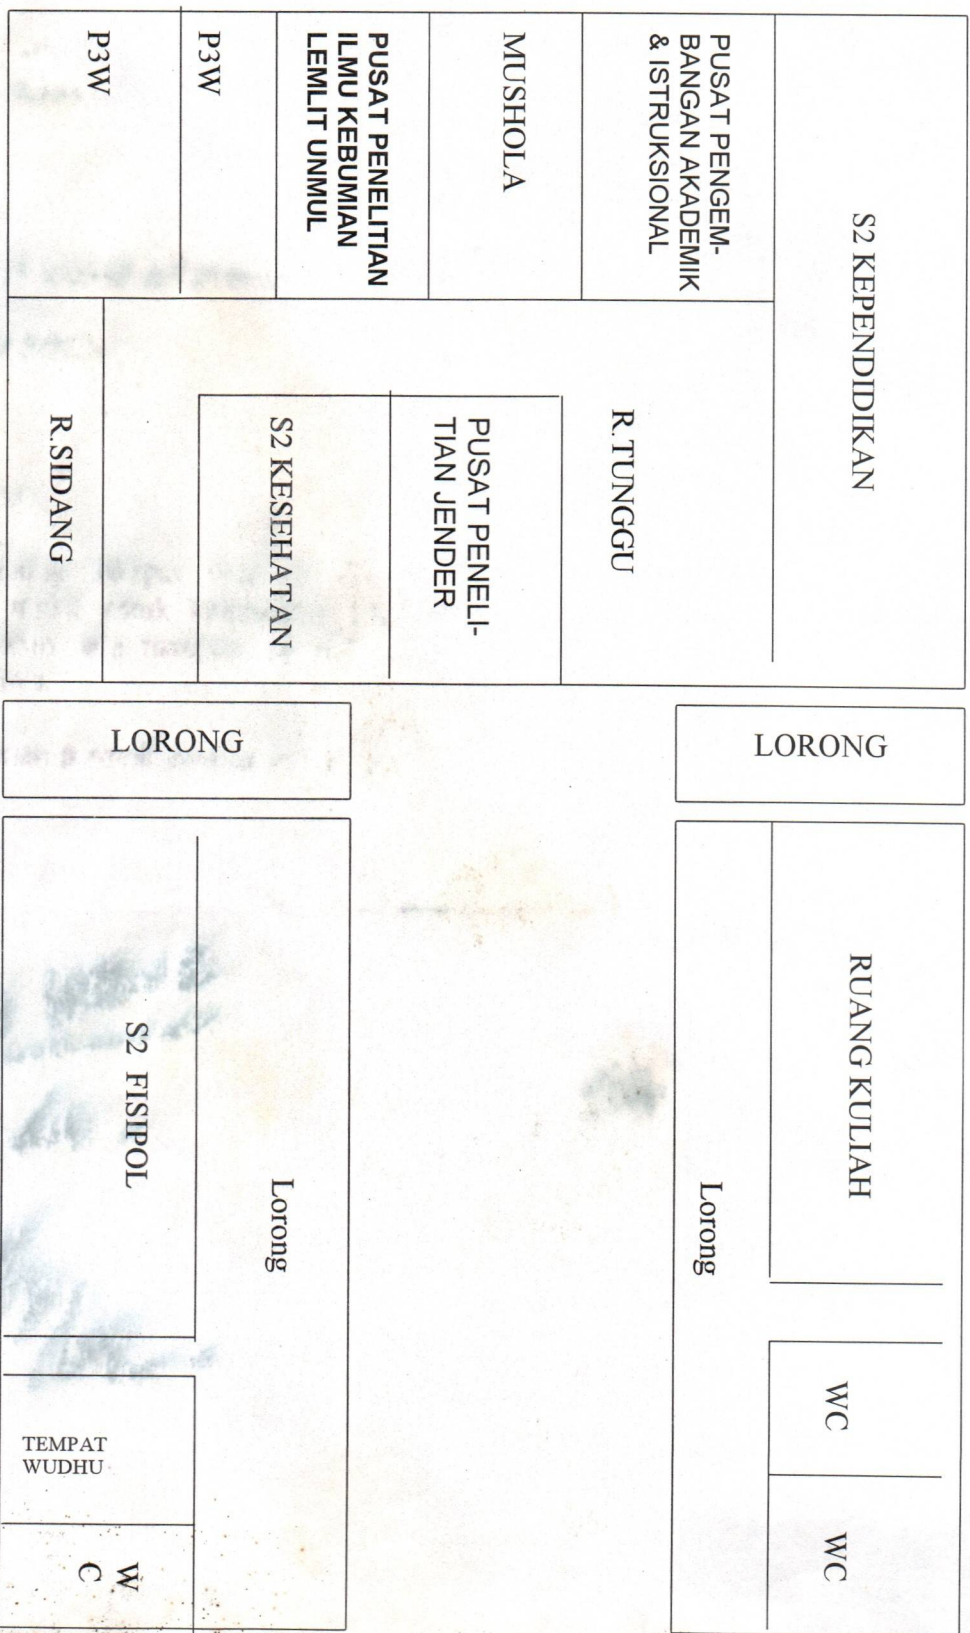 P3W
P3W
PUSAT PENELITIAN
ILMU KEBUMIAN
LEMLIT UNMUL
MUSHOLA
PUSAT PENGEM-
BANGAN AKADEMIK
& ISTRUKSIONAL
S2 KEPENDIDIKAN
R. SIDANG
S2 KESEHATAN
PUSAT PENELI-
TIAN JENDER
R. TUNGGU
LORONG
LORONG
S2 FISIPOL
Lorong
Lorong
RUANG KULIAH
TEMPAT
WUDHU
W
C
WC
WC